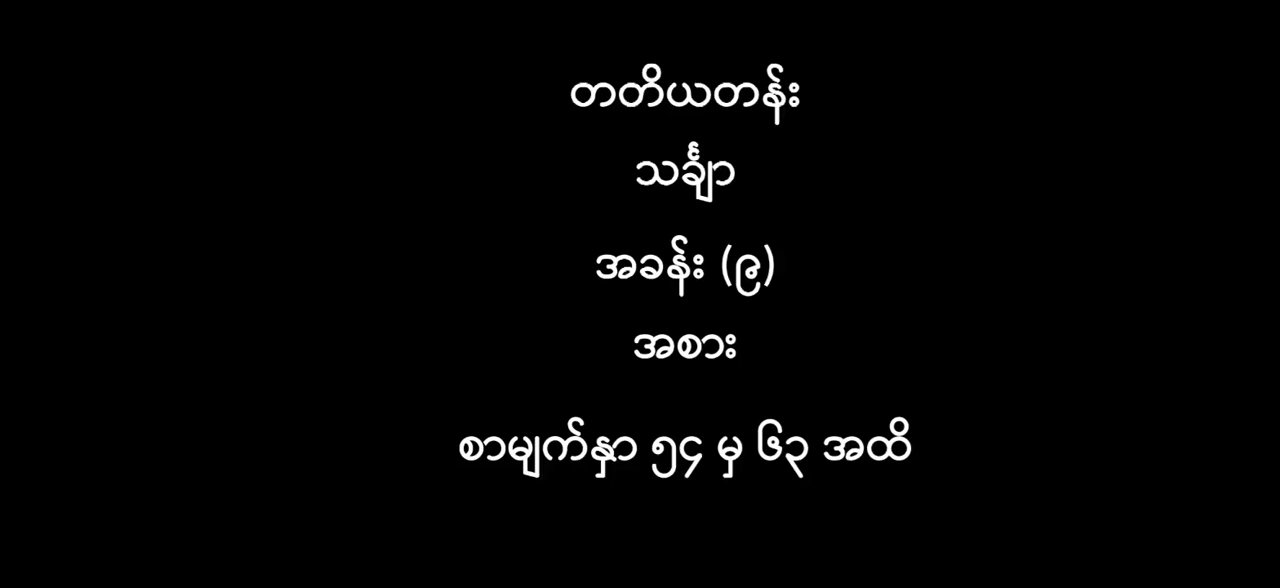 တတိယတန်း
သင်္ချာ
အခန်း (၉)
အစား
စာမျက်နှာ ၅၄ မှ ၆၃ အထိ